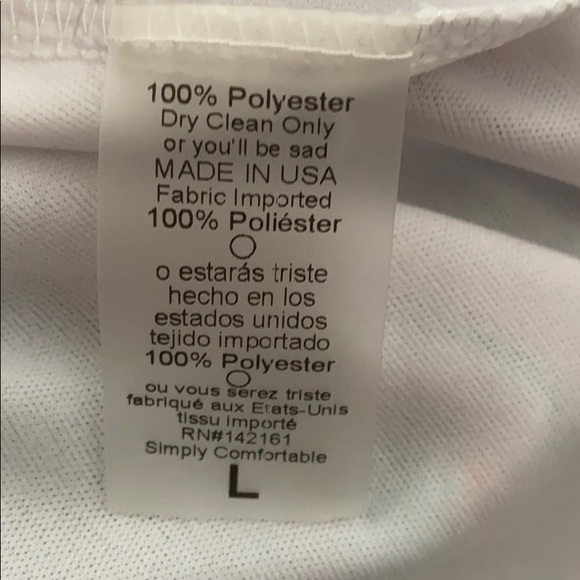 100% Polyester
Dry Clean Only
or you'll be sad
MADE IN USA
Fabric Imported
100% Poliéster
o estarás triste
hecho en los
estados unidos
tejido importado
100% Polyester
ou vous serez triste
fabriqué aux Etats-Unis
tissu importé
RN#142161
Simply Comfortable
L